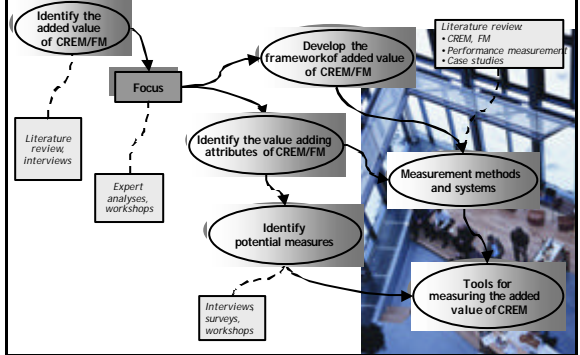 Identify the
added value
of CREM/FM
Focus
Literature
review,
interviews
Expert
analyses,
workshops
Develop the
frameworkof added value
of CREM/FM
Identify the value adding
attributes of CREM/FM
Identify
potential measures
Interviews,
surveys,
workshops
Literature review:
• CREM, FM
• Performance measurement
• Case studies
Measurement methods
and systems
Tools for
measuring the added
value of CREM